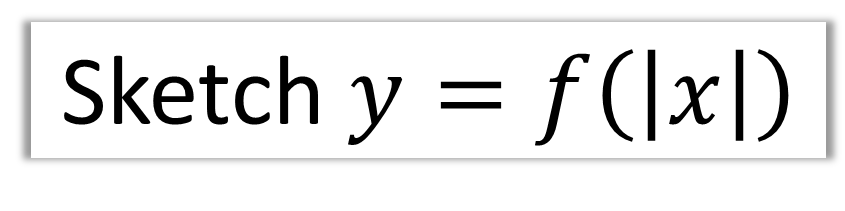 Sketch y = f(|x|)